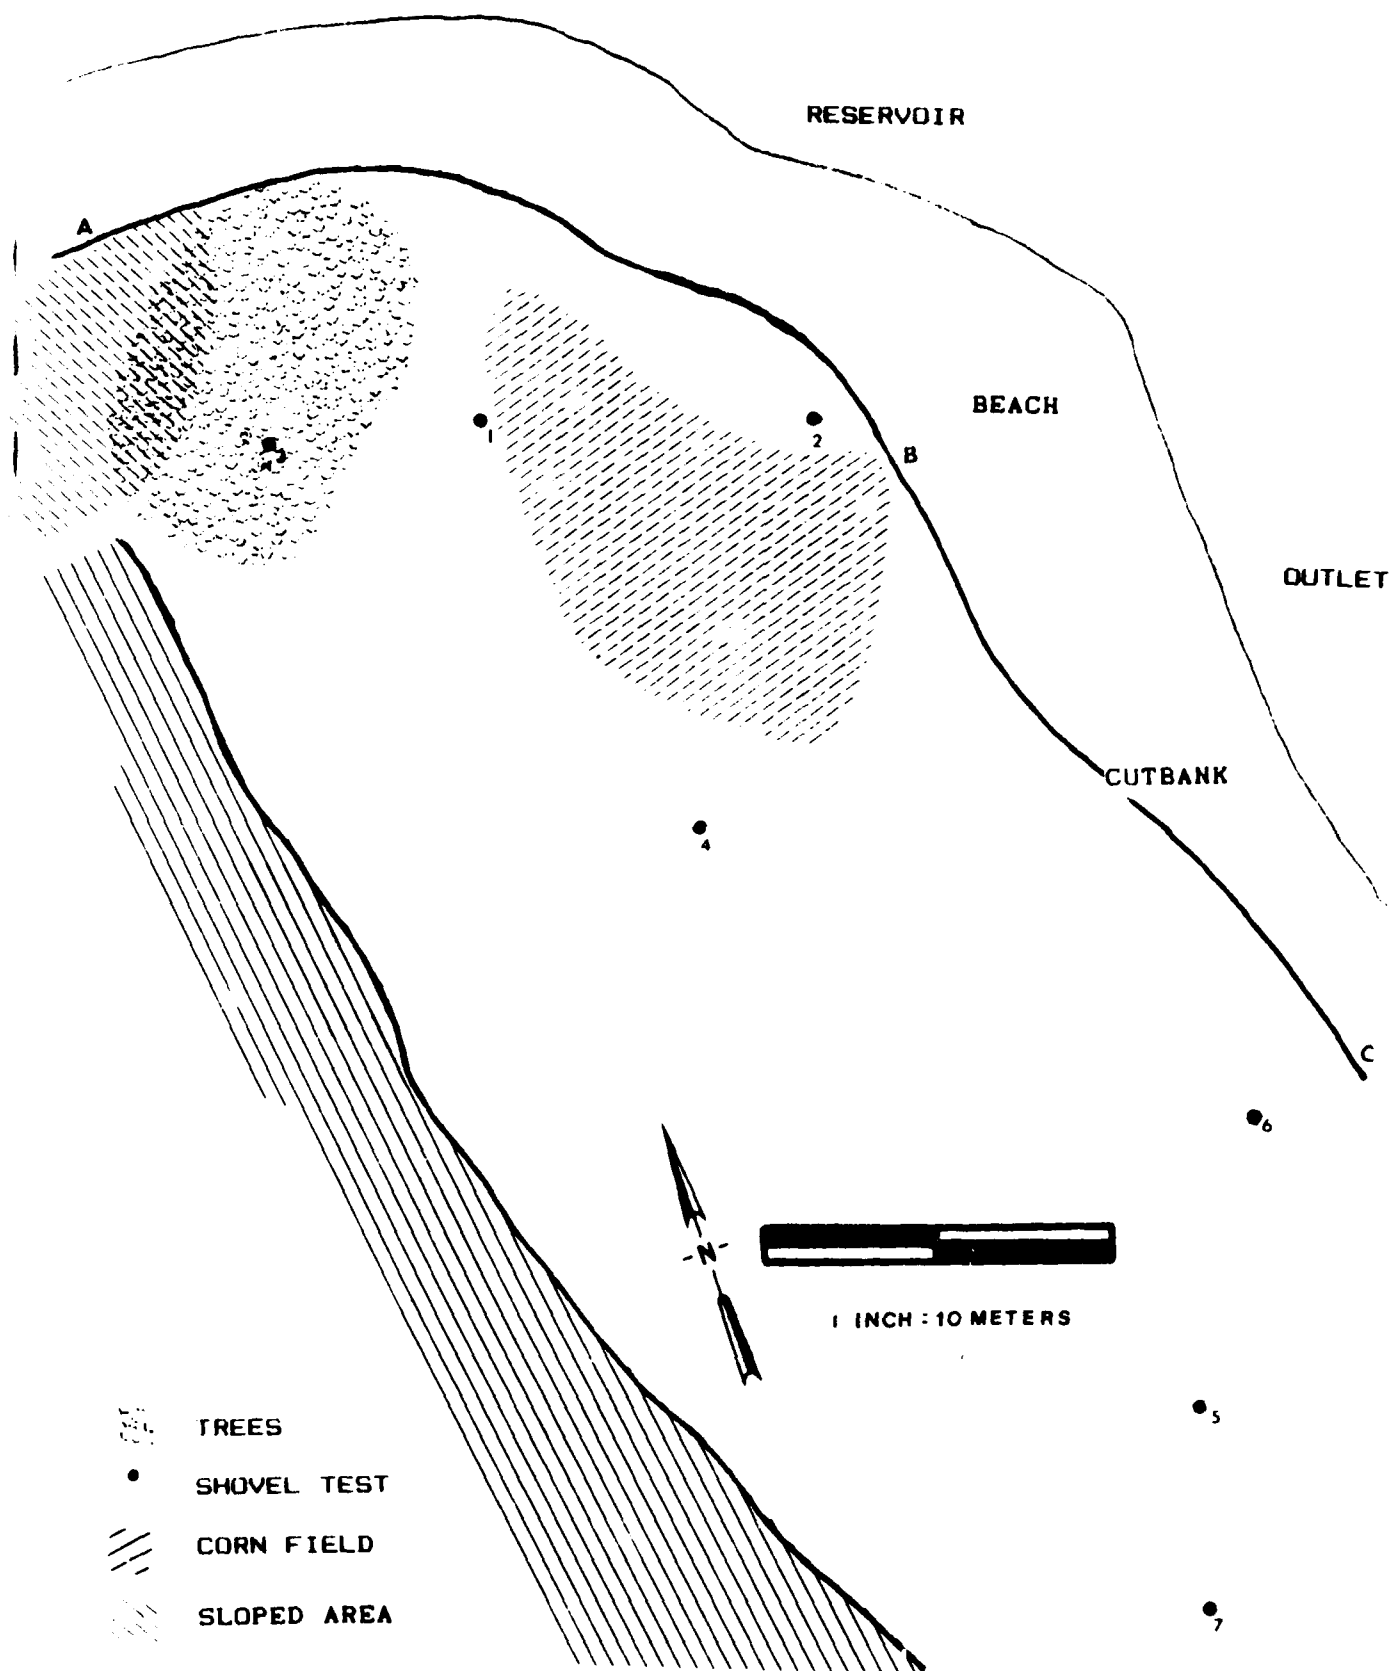 RESERVOIR
A
BEACH
1
2
3
B
OUTLET
CUTBANK
4
C
6
N
1 INCH : 10 METERS
5
TREES
SHOVEL TEST
CORN FIELD
SLOPED AREA
7